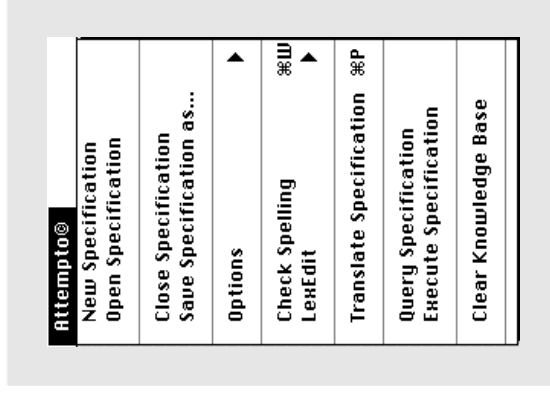 Attempto©
New Specification
Open Specification
Close Specification
Save Specification as...
Options ▶
Check Spelling ⌘W
LexEdit ▶
Translate Specification ⌘P
Query Specification
Execute Specification
Clear Knowledge Base